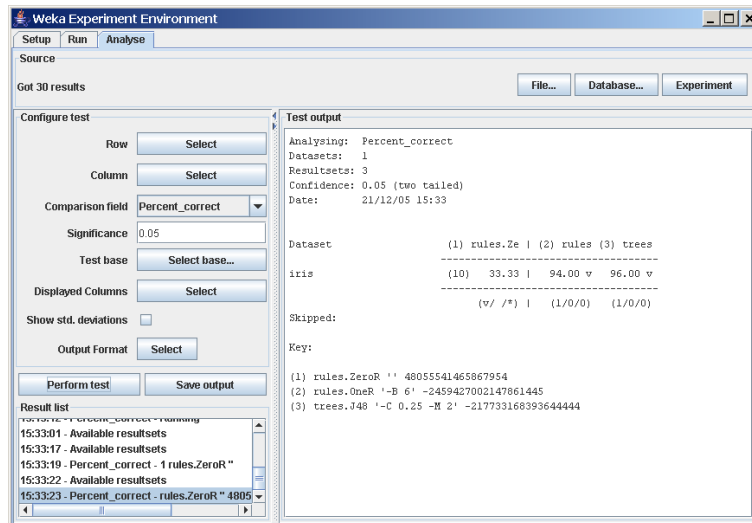 Weka Experiment Environment
Setup Run Analyse
Source
Got 30 results
File... Database... Experiment
Configure test
Row Select
Column Select
Comparison field Percent_correct
Significance 0.05
Test base Select base...
Displayed Columns Select
Show std. deviations
Output Format Select
Perform test Save output
Result list
15:33:01 - Available resultsets
15:33:17 - Available resultsets
15:33:19 - Percent_correct - 1 rules.ZeroR ''
15:33:22 - Available resultsets
15:33:23 - Percent_correct - rules.ZeroR '' 4805
Test output
Analysing: Percent_correct
Datasets: 1
Resultsets: 3
Confidence: 0.05 (two tailed)
Date: 21/12/05 15:33
Dataset (1) rules.Ze | (2) rules (3) trees
----------------------------------
iris (10) 33.33 | 94.00 v 96.00 v
----------------------------------
(v/ /*) | (1/0/0) (1/0/0)
Skipped:
Key:
(1) rules.ZeroR '' 48055541465867954
(2) rules.OneR '-B 6' -2459427002147861445
(3) trees.J48 '-C 0.25 -M 2' -217733168393644444